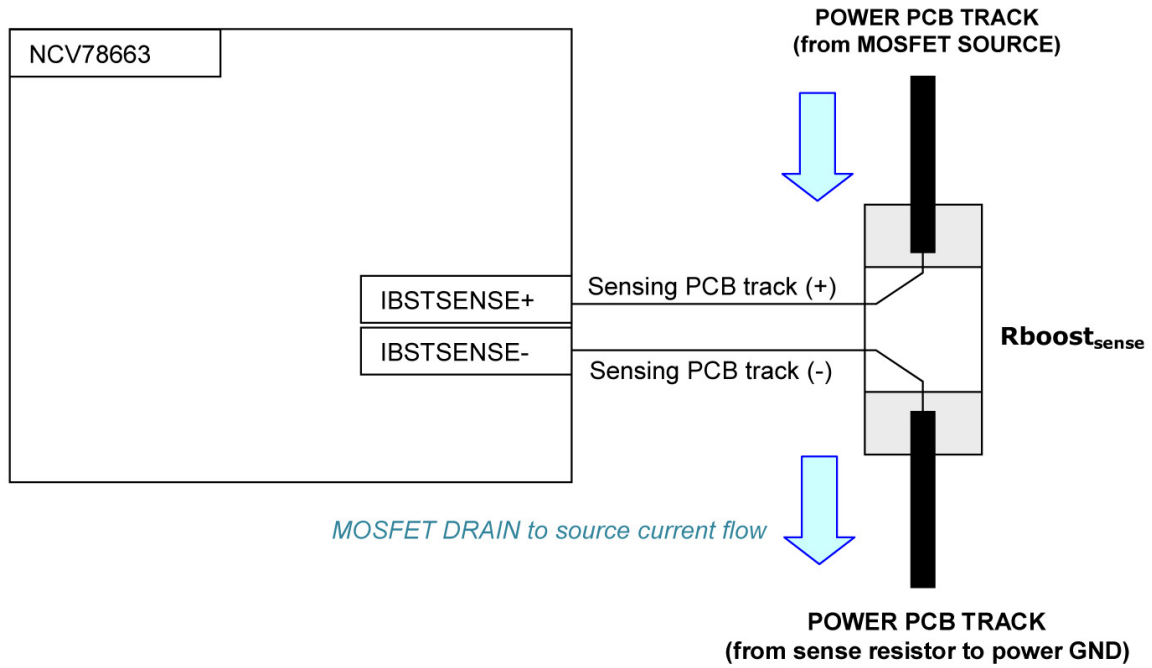 POWER PCB TRACK
(from MOSFET SOURCE)
NCV78663
IBSTSENSE+
Sensing PCB track (+)
IBSTSENSE-
Sensing PCB track (-)
Rboostsense
MOSFET DRAIN to source current flow
POWER PCB TRACK
(from sense resistor to power GND)